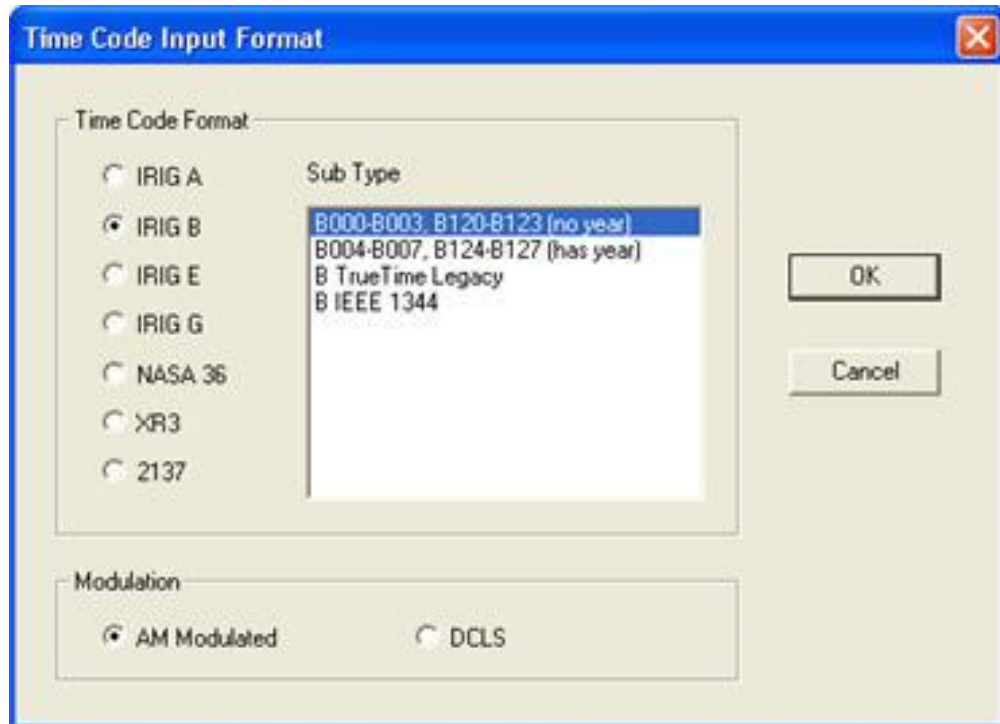 Time Code Input Format
Time Code Format
IRIG A
IRIG B
IRIG E
IRIG G
NASA 36
XR3
2137
Sub Type
B000-B003, B120-B123 (no year)
B004-B007, B124-B127 (has year)
B TrueTime Legacy
B IEEE 1344
OK
Cancel
Modulation
AM Modulated
DCLS